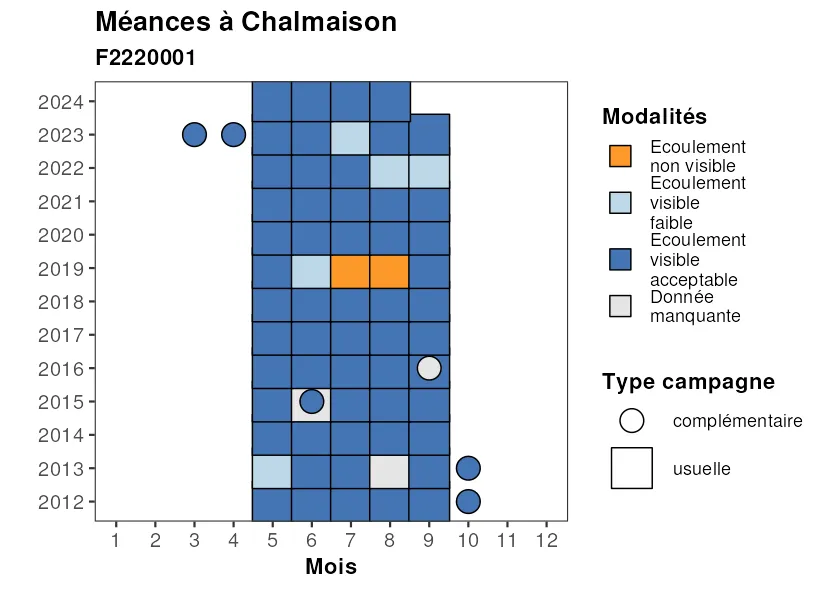 Méances à Chalmaison
F2220001
2024
2023
2022
2021
2020
2019
2018
2017
2016
2015
2014
2013
2012
1 2 3 4 5 6 7 8 9 10 11 12
Mois
Modalités
Ecoulement
non visible
Ecoulement
visible
faible
Ecoulement
visible
acceptable
Donnée
manquante
Type campagne
complémentaire
usuelle